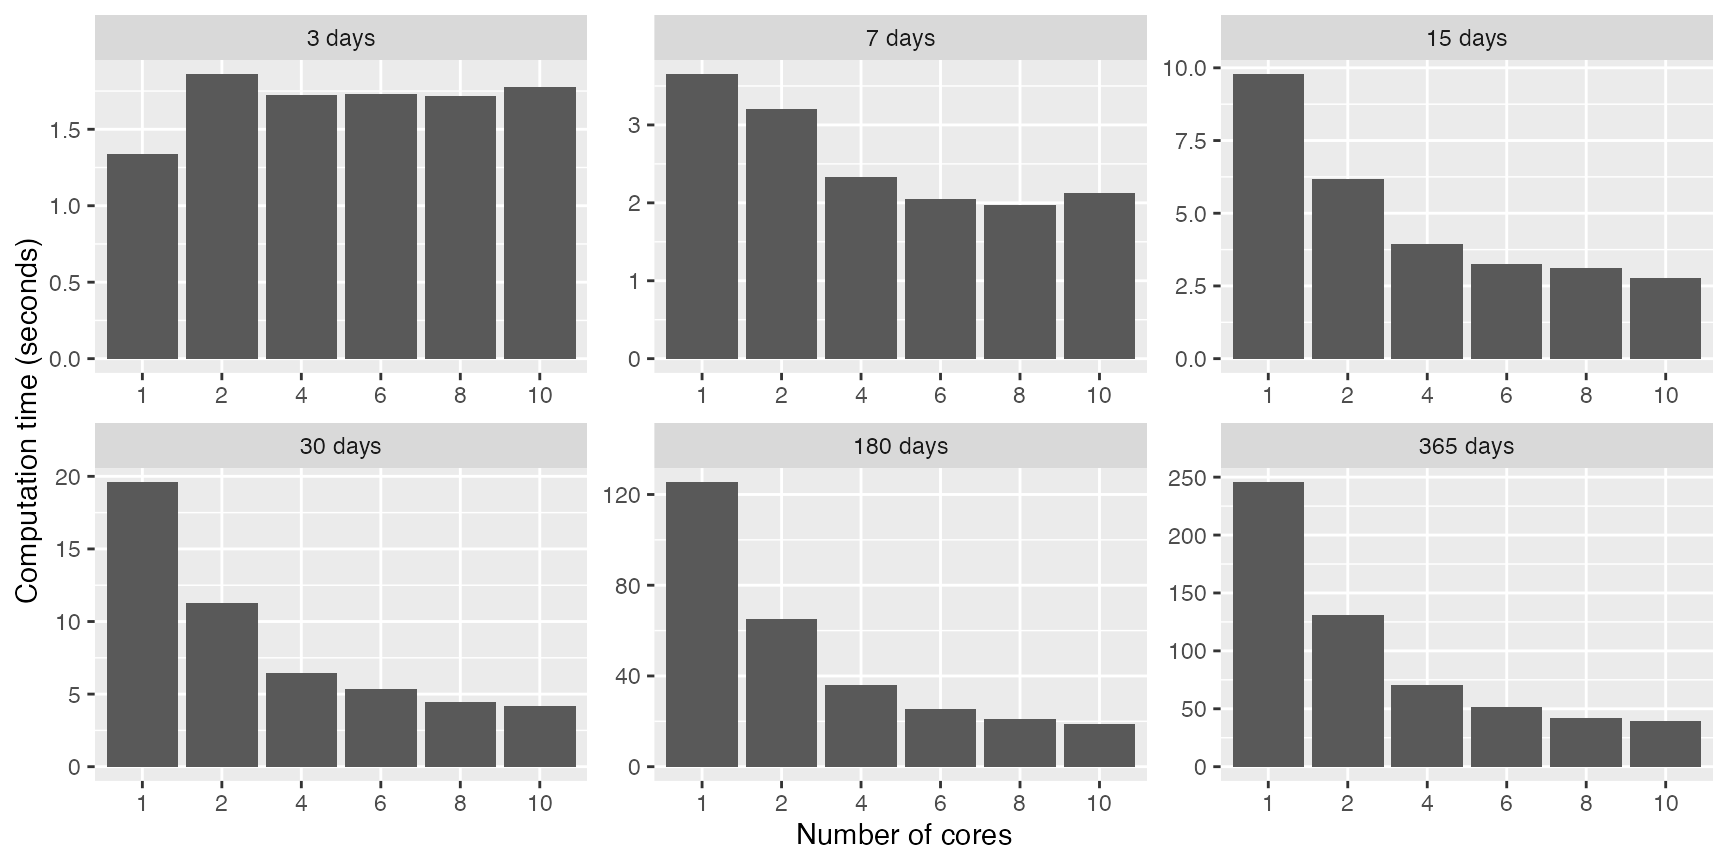 3 days
7 days
15 days
1.5
1.0
0.5
0.0
3
2
1
0
10.0
7.5
5.0
2.5
0.0
1 2 4 6 8 10
1 2 4 6 8 10
1 2 4 6 8 10
Computation time (seconds)
30 days
180 days
365 days
20
15
10
5
0
120
80
40
0
250
200
150
100
50
0
1 2 4 6 8 10
1 2 4 6 8 10
1 2 4 6 8 10
Number of cores